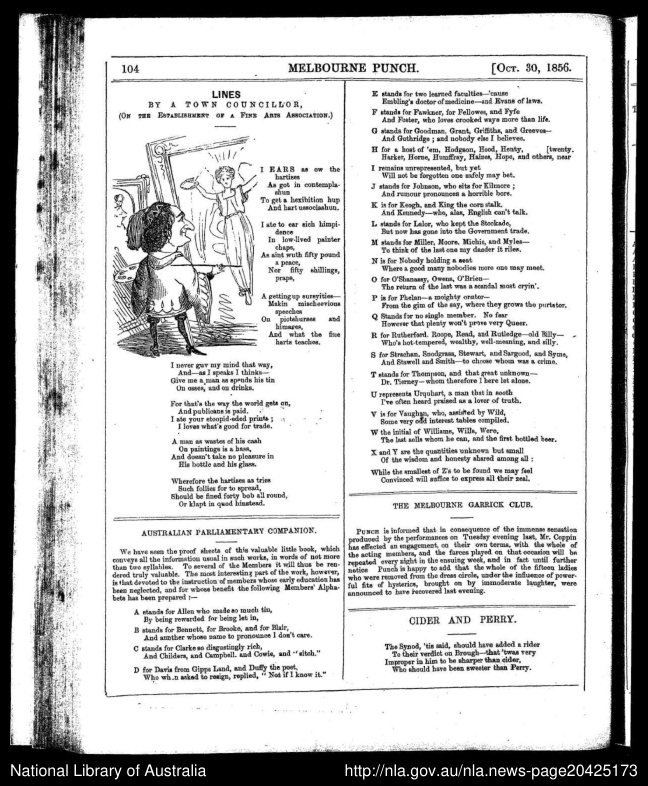 104
MELBOURNE PUNCH.
[Oct. 30, 1856.
LINES
BY A TOWN COUNCILLOR,
(On the Establishment of a Fine Arts Association.)
I EARS as ow the
hartises
As got in contempla-
shun
To get a hexibition hup
And hart ussociashun.
I ate to ear sich himpi-
dence
In low-lived painter
chaps,
As aint wuth fifty pound
a peace,
Nor fifty shillings,
praps,
A getting up sureyities—
Makin mischeevious
speeches
On picturses and
himages,
And what the fine
harts teaches.
I never guv my mind that way,
And—as I speaks I thinks—
Give me a man as spends his tin
On osses, and on drinks.
For that's the way the world gets on,
And publicans is paid.
I ate your stoopid-eded prints;
I loves what's good for trade.
A man as wastes of his cash
On paintings is a hass,
And doesn't take no pleasure in
His bottle and his glass.
Wherefore the hartises as tries
Such follies for to spread,
Should be fined forty bob all round,
Or klapt in quod hinstead.
AUSTRALIAN PARLIAMENTARY COMPANION.
We have seen the proof sheets of this valuable little book, which
conveys all the information usual in such works, in words of not more
than two syllables. To several of the Members it will thus be ren-
dered truly valuable. The most interesting part of the work, however,
is that devoted to the instruction of members whose early education has
been neglected, and for whose benefit the following Members' Alpha-
bets has been prepared :—
A stands for Allen who made so much tin,
By being rewarded for being let in,
B stands for Bennett, for Brooke, and for Blair,
And another whose name to pronounce I don't care.
C stands for Clarke so disgustingly rich,
And Childers, and Campbell. and Cowie, and "sitch."
D for Davis from Gipps Land, and Duffy the poet,
Who when asked to resign, replied, "Not if I know it."
E stands for two learned faculties—'cause
Embling's doctor of medicine—and Evans of laws.
F stands for Fawkner, for Fellowes, and Fyfe
And Foster, who loves crooked ways more than life.
G stands for Goodman, Grant, Griffiths, and Greeves—
And Guthridge; and nobody else I believes.
H for a host of 'em, Hodgson, Hood, Henty, [twenty.
Harker, Horne, Humffray, Haines, Hope, and others, near
I remains unrepresented, but yet
Will not be forgotten one safely may bet.
J stands for Johnson, who sits for Kilmore;
And rumour pronounces a horrible bore.
K is for Keogh, and King the corn stalk.
And Kennedy—who, alas, English can't talk.
L stands for Lalor, who kept the Stockade,
But now has gone into the Government trade.
M stands for Miller, Moore, Michie, and Myles—
To think of the last one my dander it riles.
N is for Nobody holding a seat
Where a good many nobodies more one may meet.
O for O'Shanassy, Owens, O'Brien—
The return of the last was a scandal most cryin'.
P is for Phelan—a moighty orator—
From the gim of the say, where they grows the purtater.
Q Stands for no single member. No fear
However that plenty won't prove very Queer.
R for Rutherford, Roope, Read, and Rutledge—old Billy—
Who's hot-tempered, wealthy, well-meaning, and silly.
S for Strachan, Snodgrass, Stewart, and Sargood, and Syme,
And Stawell and Smith—to choose whom was a crime.
T stands for Thompson, and that great unknown—
Dr. Tierney—whom therefore I here let alone.
U represents Urquhart, a man that in sooth
I've often heard praised as a lover of truth.
V is for Vaughan, who, assisted by Wild,
Some very odd interest tables compiled.
W the initial of Williams, Wills, Were,
The last sells whom he can, and the first bottled beer.
X and Y are the quantities unknown but small
Of the wisdom and honesty shared among all :
While the smallest of Z's to be found we may feel
Convinced will suffice to express all their zeal.
THE MELBOURNE GARRICK CLUB.
Punch is informed that in consequence of the immense sensation
produced by the performances on Tuesday evening last, Mr. Coppin
has effected an engagement, on their own terms, with the whole of
the acting members, and the farces played on that occasion will be
repeated every night in the ensuing week, and in fact until further
notice Punch is happy to add that the whole of the fifteen ladies
who were removed from the dress circle, under the influence of power-
ful fits of hysterics, brought on by immoderate laughter, were
announced to have recovered last evening.
CIDER AND PERRY.
The Synod, 'tis said, should have added a rider
To their verdict on Brough—that 'twas very
Improper in him to be sharper than cider,
Who should have been sweeter than Perry.
National Library of Australia
http://nla.gov.au/nla.news-page20425173